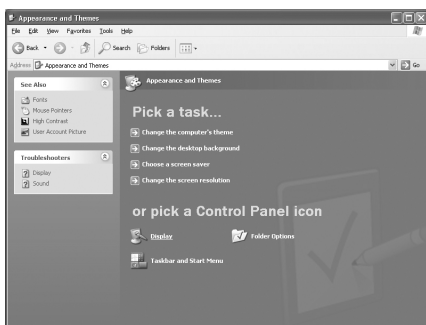 Appearance and Themes
File Edit View Favorites Tools Help
Back Search Folders
Address Appearance and Themes Go
See Also
Fonts
Mouse Pointers
High Contrast
User Account Picture
Troubleshooters
Display
Sound
Appearance and Themes
Pick a task...
Change the computer's theme
Change the desktop background
Choose a screen saver
Change the screen resolution
or pick a Control Panel icon
Display Folder Options
Taskbar and Start Menu